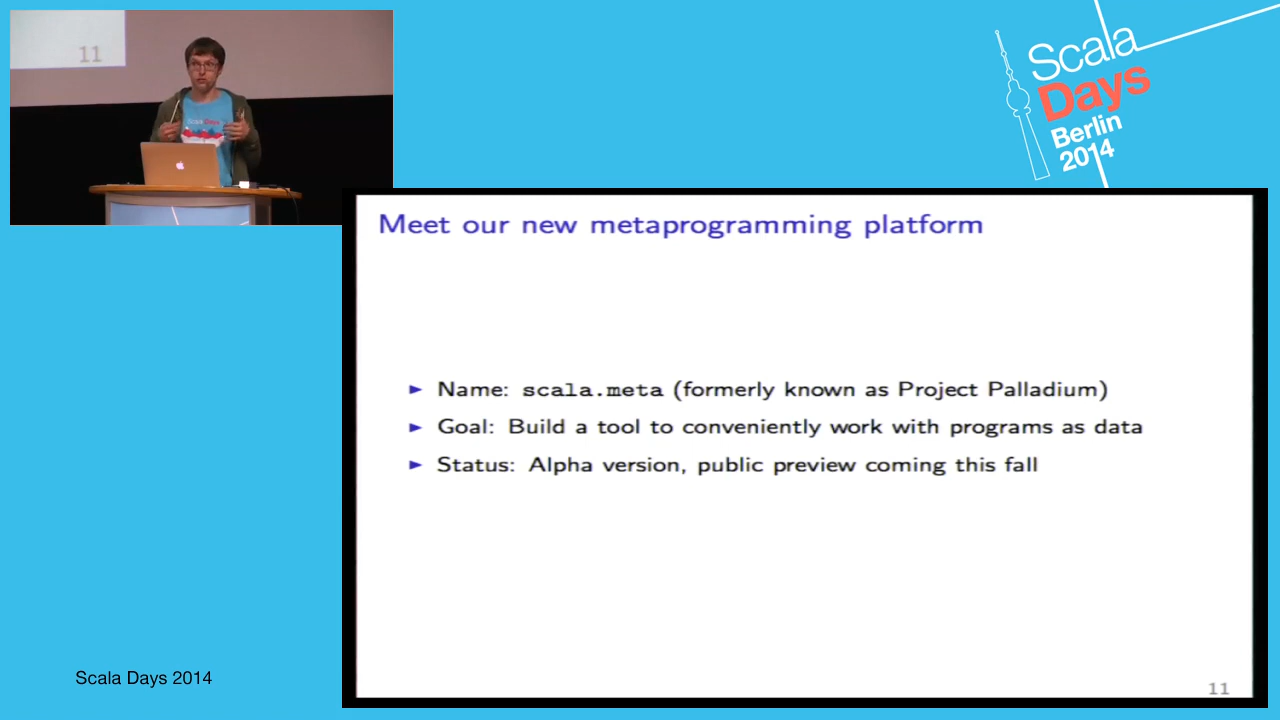 11
Scala
Days
Berlin
2014
Scala Days
Meet our new metaprogramming platform
Name: scala.meta (formerly known as Project Palladium)
Goal: Build a tool to conveniently work with programs as data
Status: Alpha version, public preview coming this fall
11
Scala Days 2014